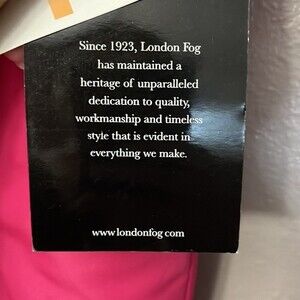 Since 1923, London Fog
has maintained a
heritage of unparalleled
dedication to quality,
workmanship and timeless
style that is evident in
everything we make.
www.londonfog.com